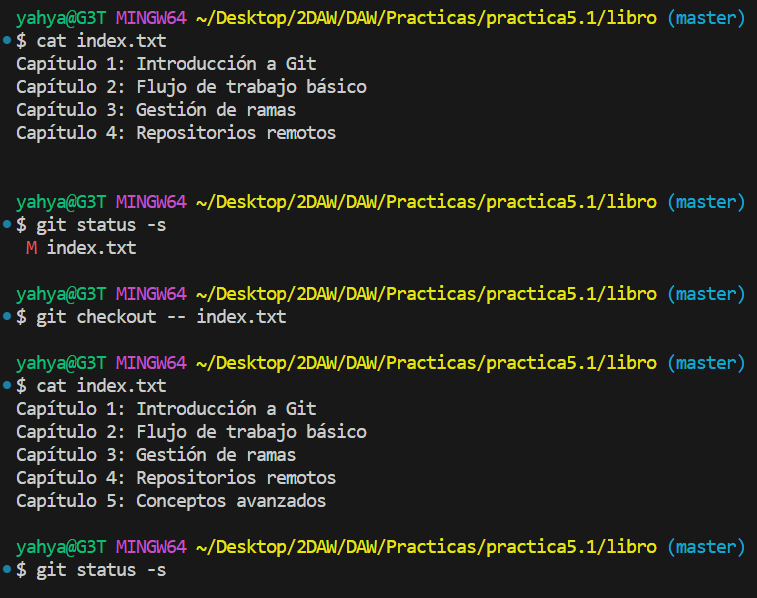 yahya@G3T MINGW64 ~/Desktop/2DAW/DAW/Practicas/practica5.1/libro (master)
$ cat index.txt
Capítulo 1: Introducción a Git
Capítulo 2: Flujo de trabajo básico
Capítulo 3: Gestión de ramas
Capítulo 4: Repositorios remotos
yahya@G3T MINGW64 ~/Desktop/2DAW/DAW/Practicas/practica5.1/libro (master)
$ git status -s
 M index.txt
yahya@G3T MINGW64 ~/Desktop/2DAW/DAW/Practicas/practica5.1/libro (master)
$ git checkout -- index.txt
yahya@G3T MINGW64 ~/Desktop/2DAW/DAW/Practicas/practica5.1/libro (master)
$ cat index.txt
Capítulo 1: Introducción a Git
Capítulo 2: Flujo de trabajo básico
Capítulo 3: Gestión de ramas
Capítulo 4: Repositorios remotos
Capítulo 5: Conceptos avanzados
yahya@G3T MINGW64 ~/Desktop/2DAW/DAW/Practicas/practica5.1/libro (master)
$ git status -s